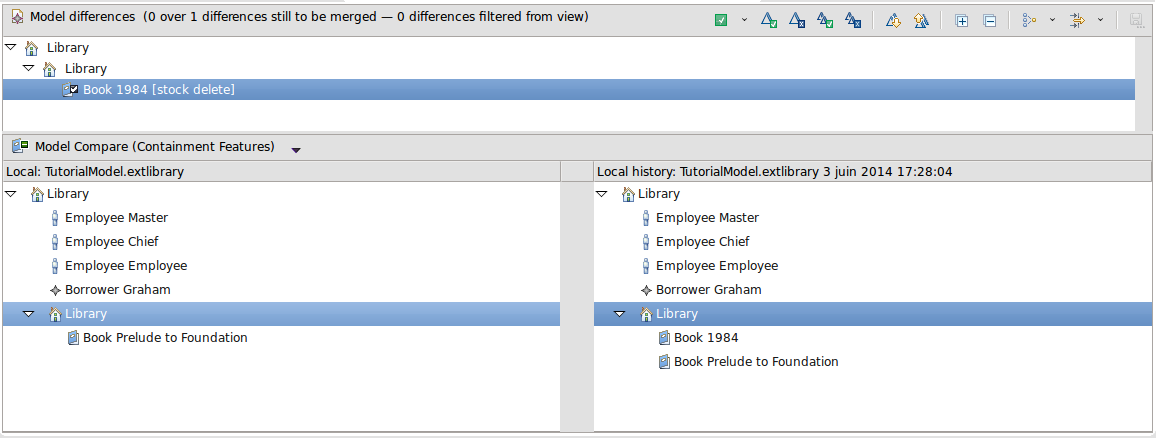 Model differences (0 over 1 differences still to be merged — 0 differences filtered from view)
Library
Library
Book 1984 [stock delete]
Model Compare (Containment Features)
Local: TutorialModel.extlibrary
Library
Employee Master
Employee Chief
Employee Employee
Borrower Graham
Library
Book Prelude to Foundation
Local history: TutorialModel.extlibrary 3 juin 2014 17:28:04
Library
Employee Master
Employee Chief
Employee Employee
Borrower Graham
Library
Book 1984
Book Prelude to Foundation